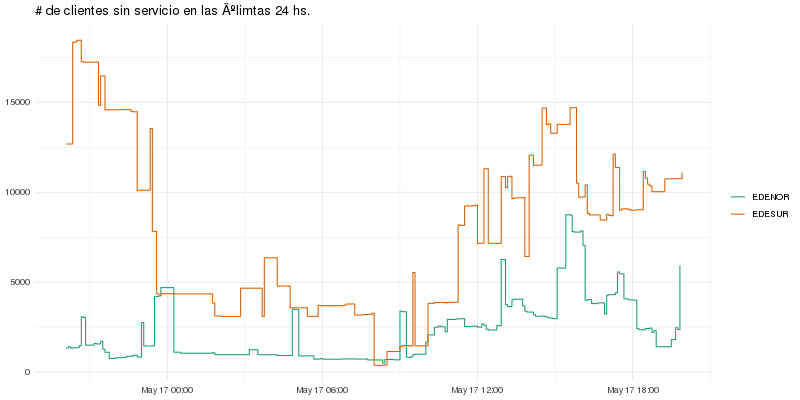 # de clientes sin servicio en las Ãºlimtas 24 hs.
15000
10000
5000
0
May 17 00:00
May 17 06:00
May 17 12:00
May 17 18:00
EDENOR
EDESUR